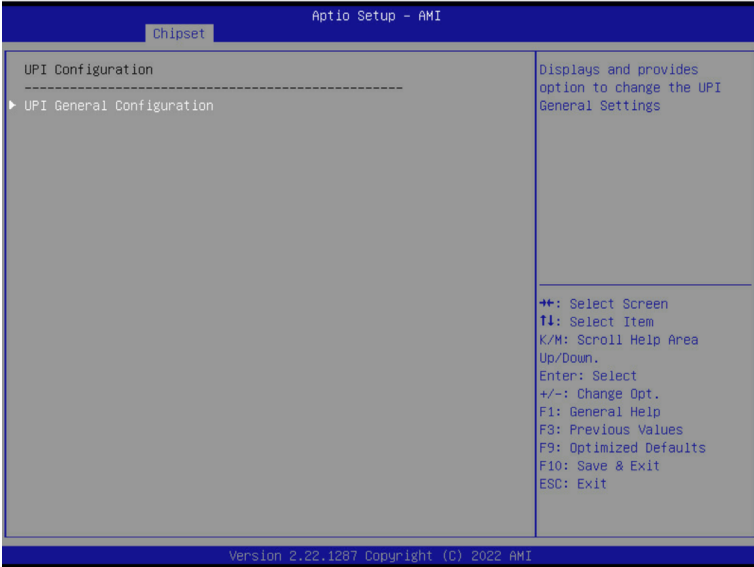 Aptio Setup – AMI
Chipset
UPI Configuration
------------------------------------------------
▶ UPI General Configuration
Displays and provides
option to change the UPI
General Settings
→←: Select Screen
↑↓: Select Item
K/M: Scroll Help Area
Up/Down.
Enter: Select
+/-: Change Opt.
F1: General Help
F3: Previous Values
F9: Optimized Defaults
F10: Save & Exit
ESC: Exit
Version 2.22.1287 Copyright (C) 2022 AMI